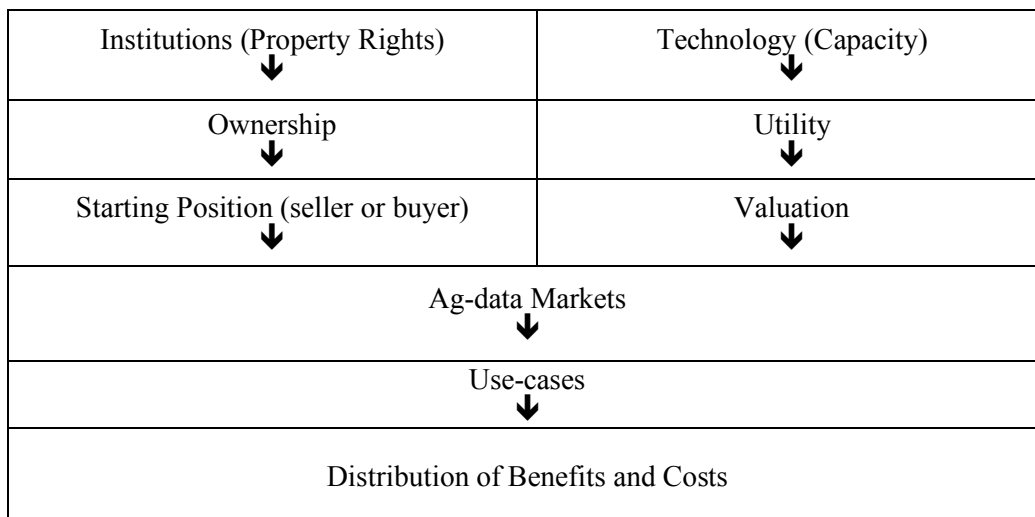 Institutions (Property Rights)
Technology (Capacity)
Ownership
Utility
Starting Position (seller or buyer)
Valuation
Ag-data Markets
Use-cases
Distribution of Benefits and Costs